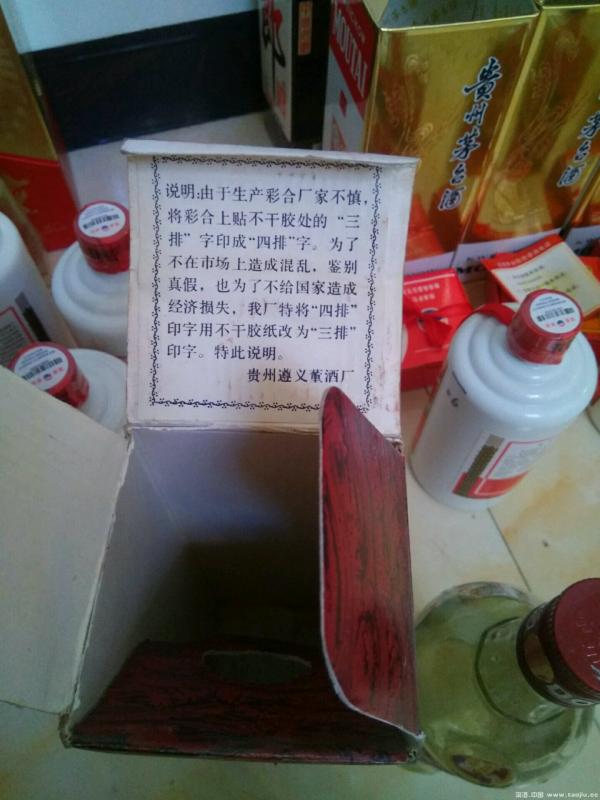 MOUTAI
贵州茅台酒
说明:由于生产彩合厂家不慎,
将彩合上贴不干胶处的“三
排”字印成“四排”字。为了
不在市场上造成混乱，鉴别
真假，也为了不给国家造成
经济损失，我厂特将“四排”
印字用不干胶纸改为“三排”
印字。特此说明。
贵州遵义董酒厂
www.taojiu.cc